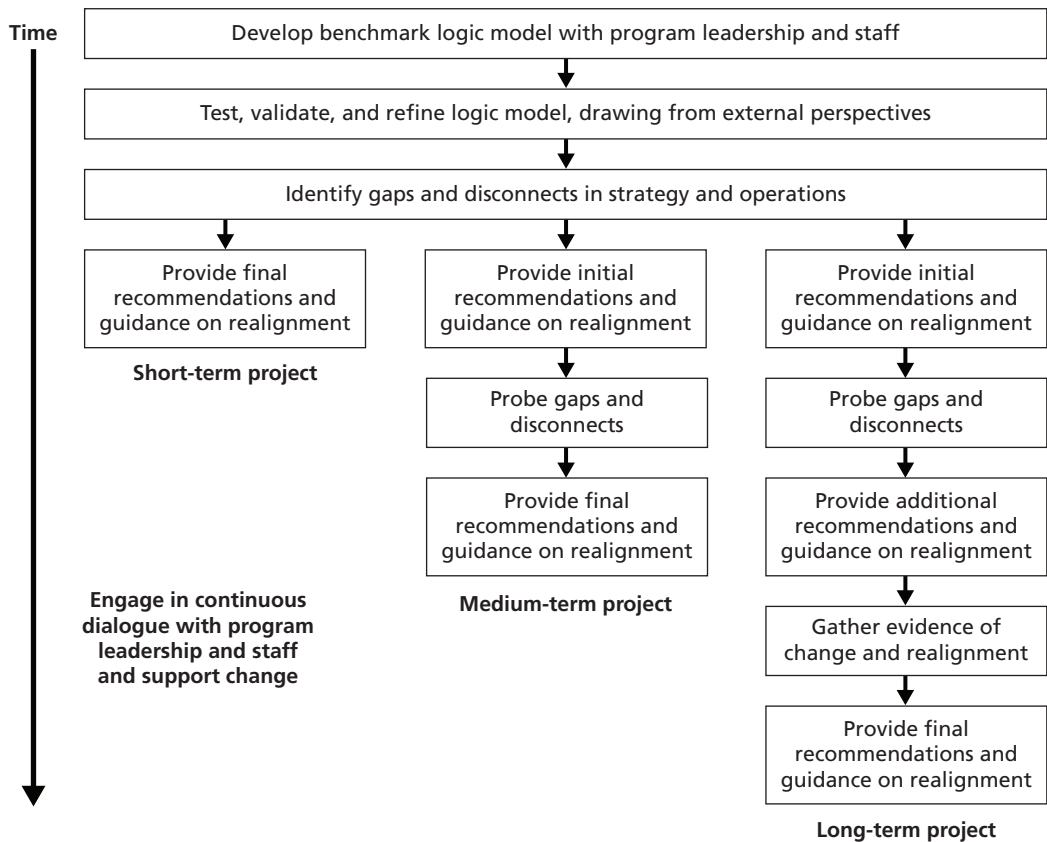 Time
Develop benchmark logic model with program leadership and staff
Test, validate, and refine logic model, drawing from external perspectives
Identify gaps and disconnects in strategy and operations
Provide final
recommendations and
guidance on realignment
Short-term project
Provide initial
recommendations and
guidance on realignment
Probe gaps and
disconnects
Provide final
recommendations and
guidance on realignment
Medium-term project
Provide initial
recommendations and
guidance on realignment
Probe gaps and
disconnects
Provide additional
recommendations and
guidance on realignment
Gather evidence of
change and realignment
Provide final
recommendations and
guidance on realignment
Long-term project
Engage in continuous
dialogue with program
leadership and staff
and support change